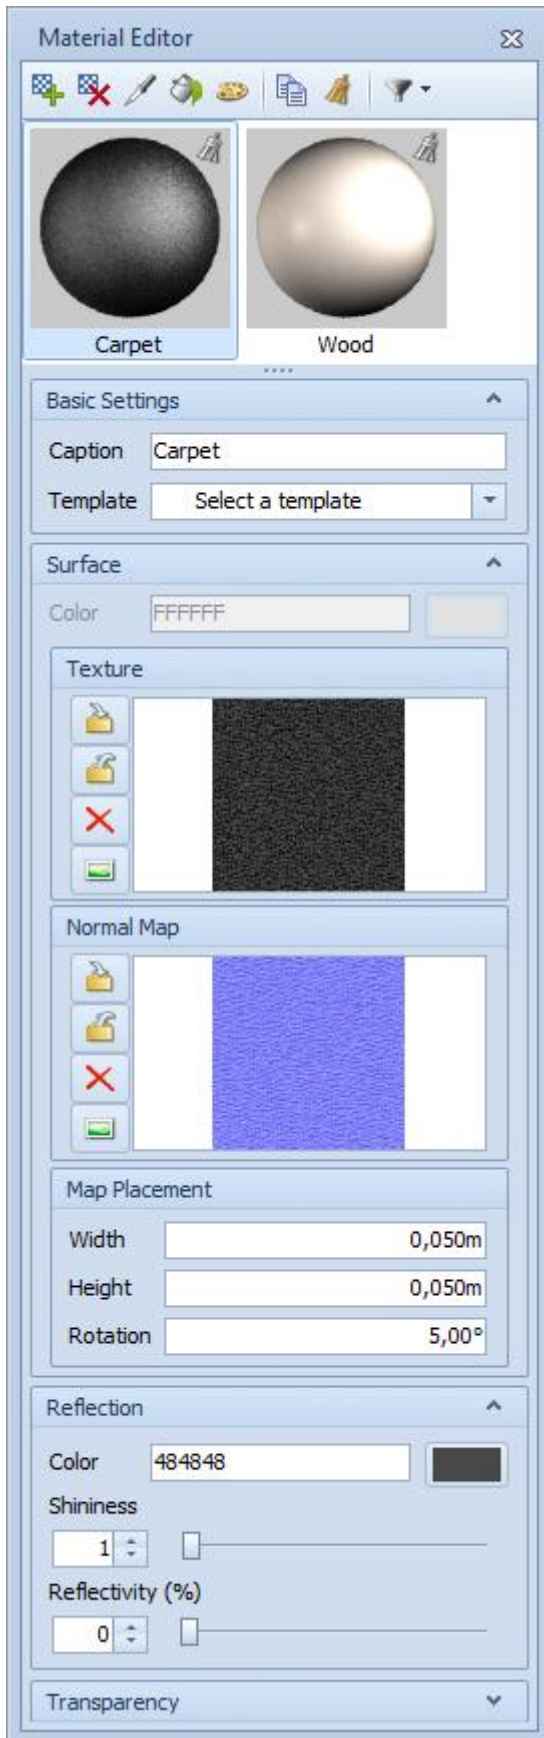 Material Editor
Carpet Wood
Basic Settings
Caption Carpet
Template Select a template
Surface
Color FFFFFF
Texture
Normal Map
Map Placement
Width 0,050m
Height 0,050m
Rotation 5,00°
Reflection
Color 484848
Shininess
1
Reflectivity (%)
0
Transparency